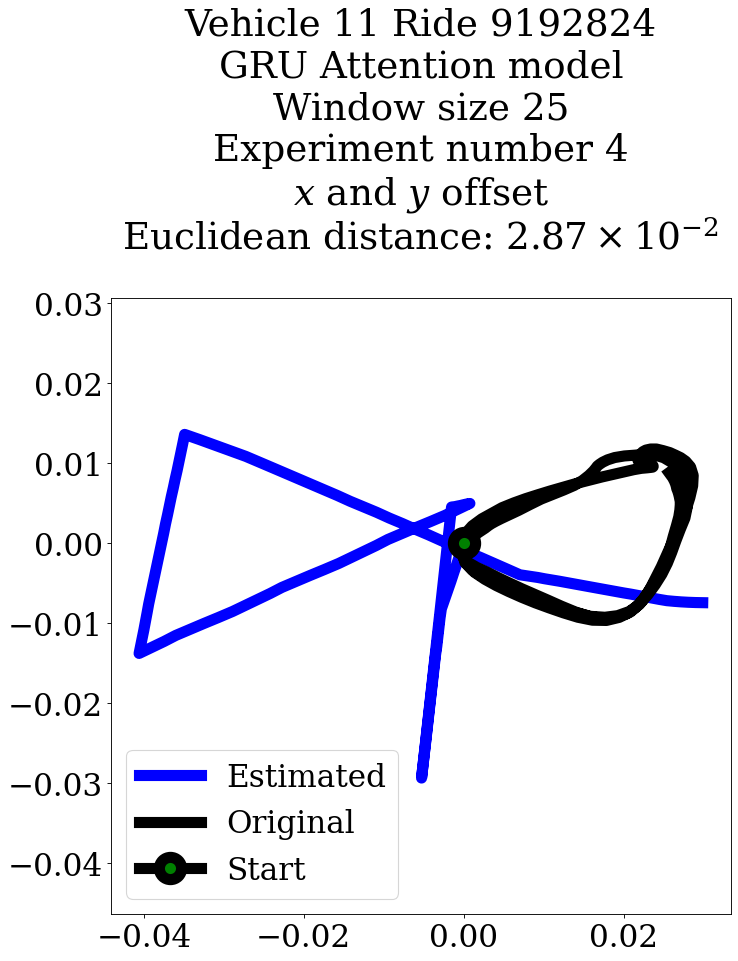 Vehicle 11 Ride 9192824
GRU Attention model
Window size 25
Experiment number 4
x and y offset
Euclidean distance: 2.87 × 10⁻²
0.03
0.02
0.01
0.00
−0.01
−0.02
−0.03
−0.04
Estimated
Original
Start
−0.04 −0.02 0.00 0.02